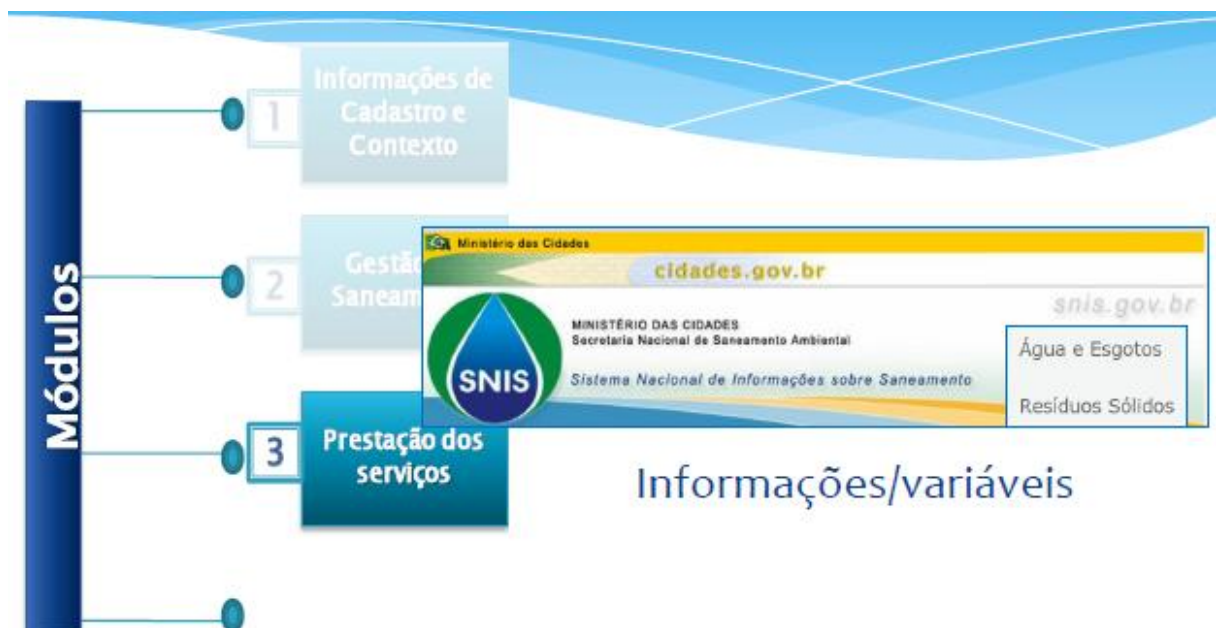 Módulos
1
Informações de
Cadastro e
Contexto
2
Gestão
Saneam
Ministério das Cidades
cidades.gov.br
snis.gov.br
SNIS
MINISTÉRIO DAS CIDADES
Secretaria Nacional de Saneamento Ambiental
Sistema Nacional de Informações sobre Saneamento
Água e Esgotos
Resíduos Sólidos
3
Prestação dos
serviços
Informações/variáveis